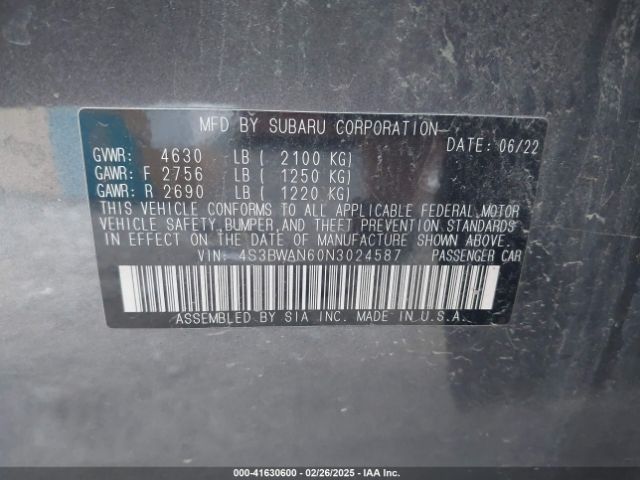 MFD BY SUBARU CORPORATION
DATE: 06/22
GVWR: 4630 LB ( 2100 KG)
GAWR: F 2756 LB ( 1250 KG)
GAWR: R 2690 LB ( 1220 KG)
THIS VEHICLE CONFORMS TO ALL APPLICABLE FEDERAL MOTOR
VEHICLE SAFETY, BUMPER, AND THEFT PREVENTION STANDARDS
IN EFFECT ON THE DATE OF MANUFACTURE SHOWN ABOVE.
VIN: 4S3BWAN60N3024587 PASSENGER CAR
ASSEMBLED BY SIA INC. MADE IN U.S.A.
000-41630600 - 02/26/2025 - IAA Inc.